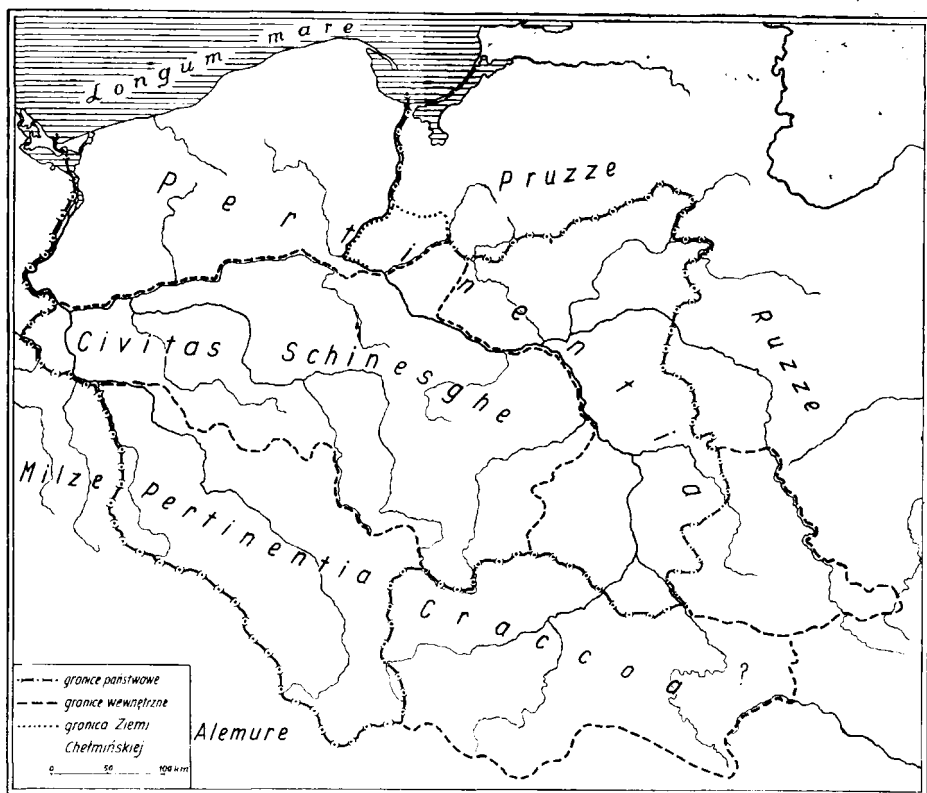 Longum mare
Pruzze
Pertinentia
Ruzze
Civitas Schinesghe
Milze
Pertinentia
Craccoa ?
Alemure
granice państwowe
granice wewnętrzne
granica Ziemi
Chełmińskiej
0 50 100 km